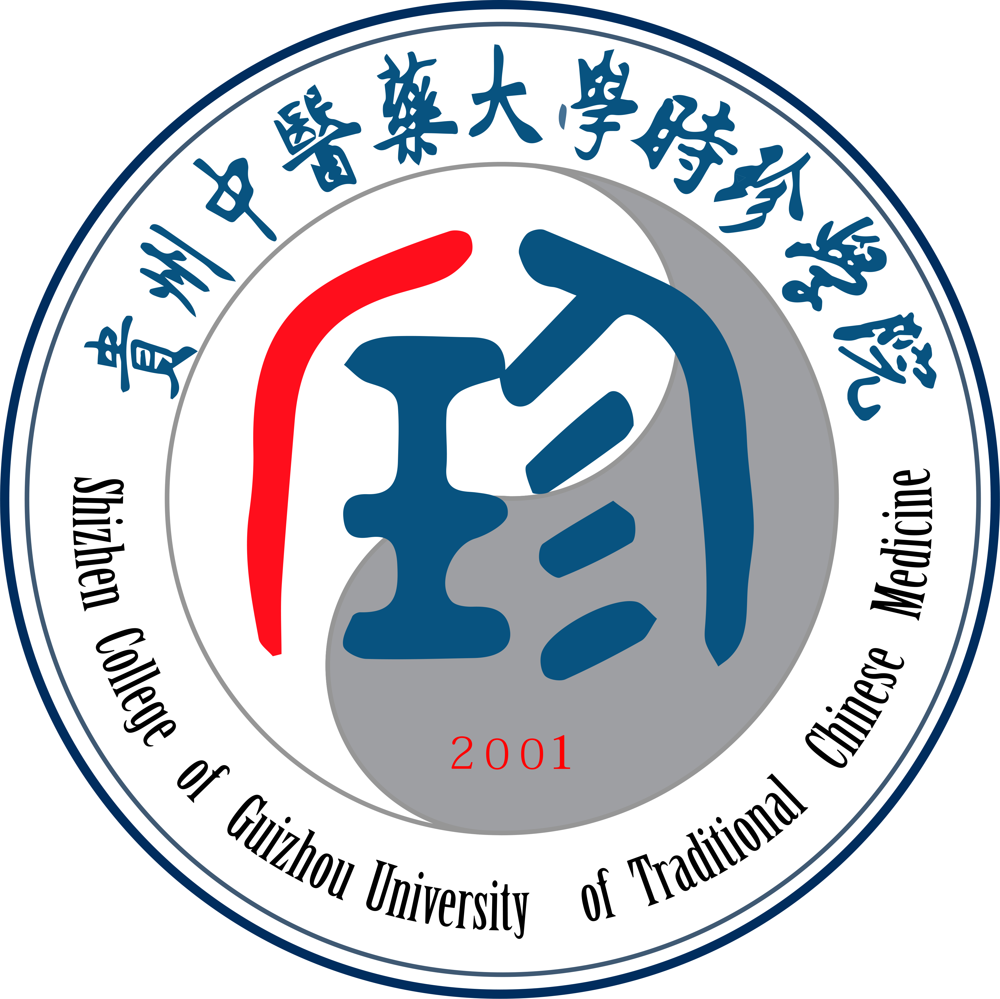 貴州中醫藥大學時珍學院
Shizhen College of Guizhou University of Traditional Chinese Medicine
2001